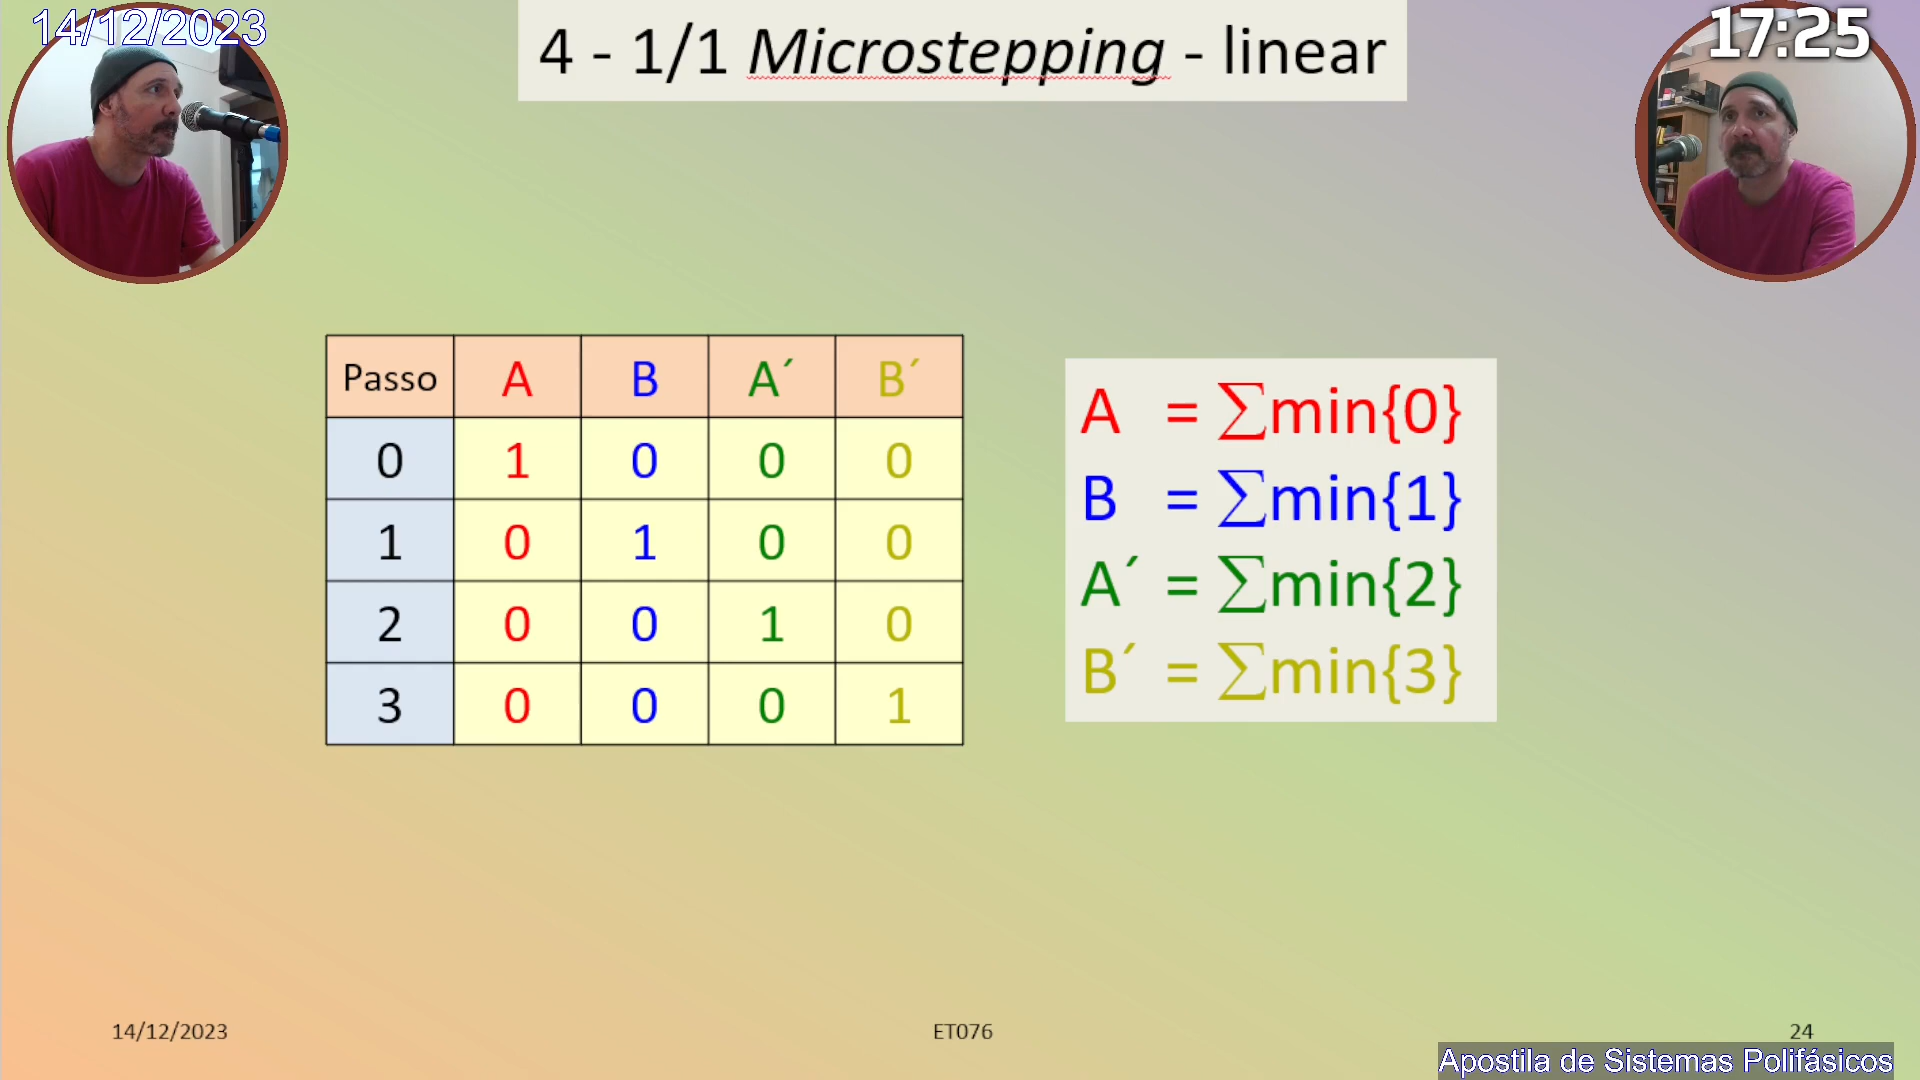 14/12/2023
17:25
4 - 1/1 Microstepping - linear
Passo A B A´ B´
0 1 0 0 0
1 0 1 0 0
2 0 0 1 0
3 0 0 0 1
A = ∑min{0}
B = ∑min{1}
A´ = ∑min{2}
B´ = ∑min{3}
14/12/2023
ET076
24
Apostila de Sistemas Polifásicos